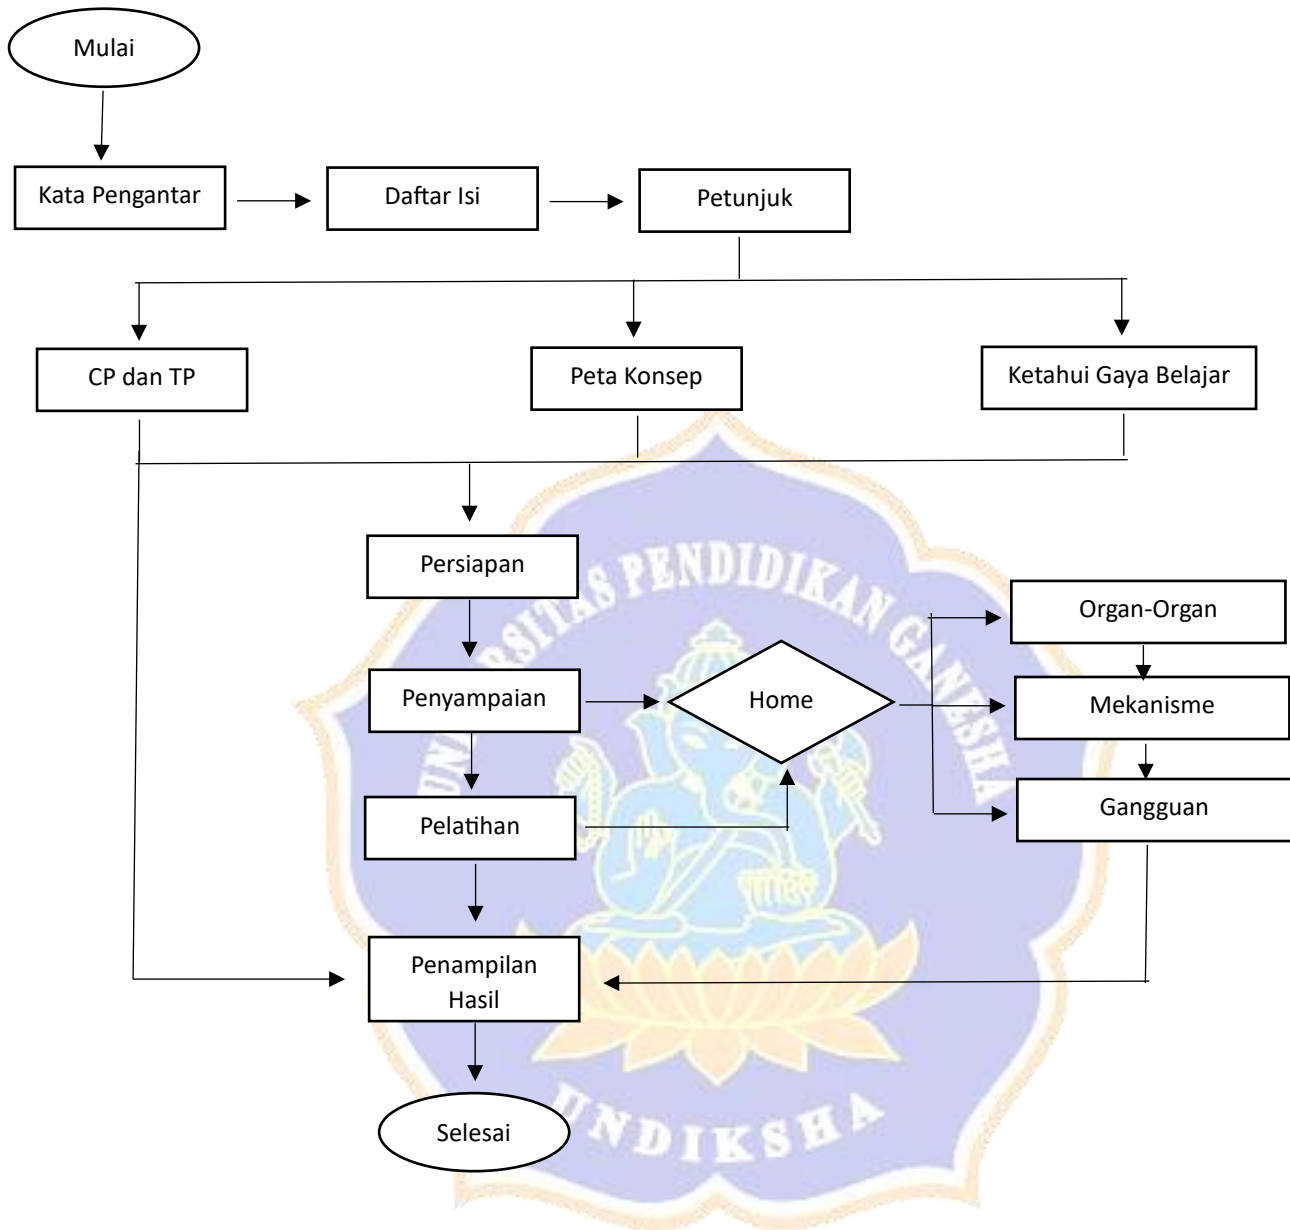 Mulai
Kata Pengantar
Daftar Isi
Petunjuk
CP dan TP
Peta Konsep
Ketahui Gaya Belajar
Persiapan
Organ-Organ
Penyampaian
Home
Mekanisme
Pelatihan
Gangguan
Penampilan
Hasil
Selesai
UNIVERSITAS PENDIDIKAN GANESHA
UNDIKSHA